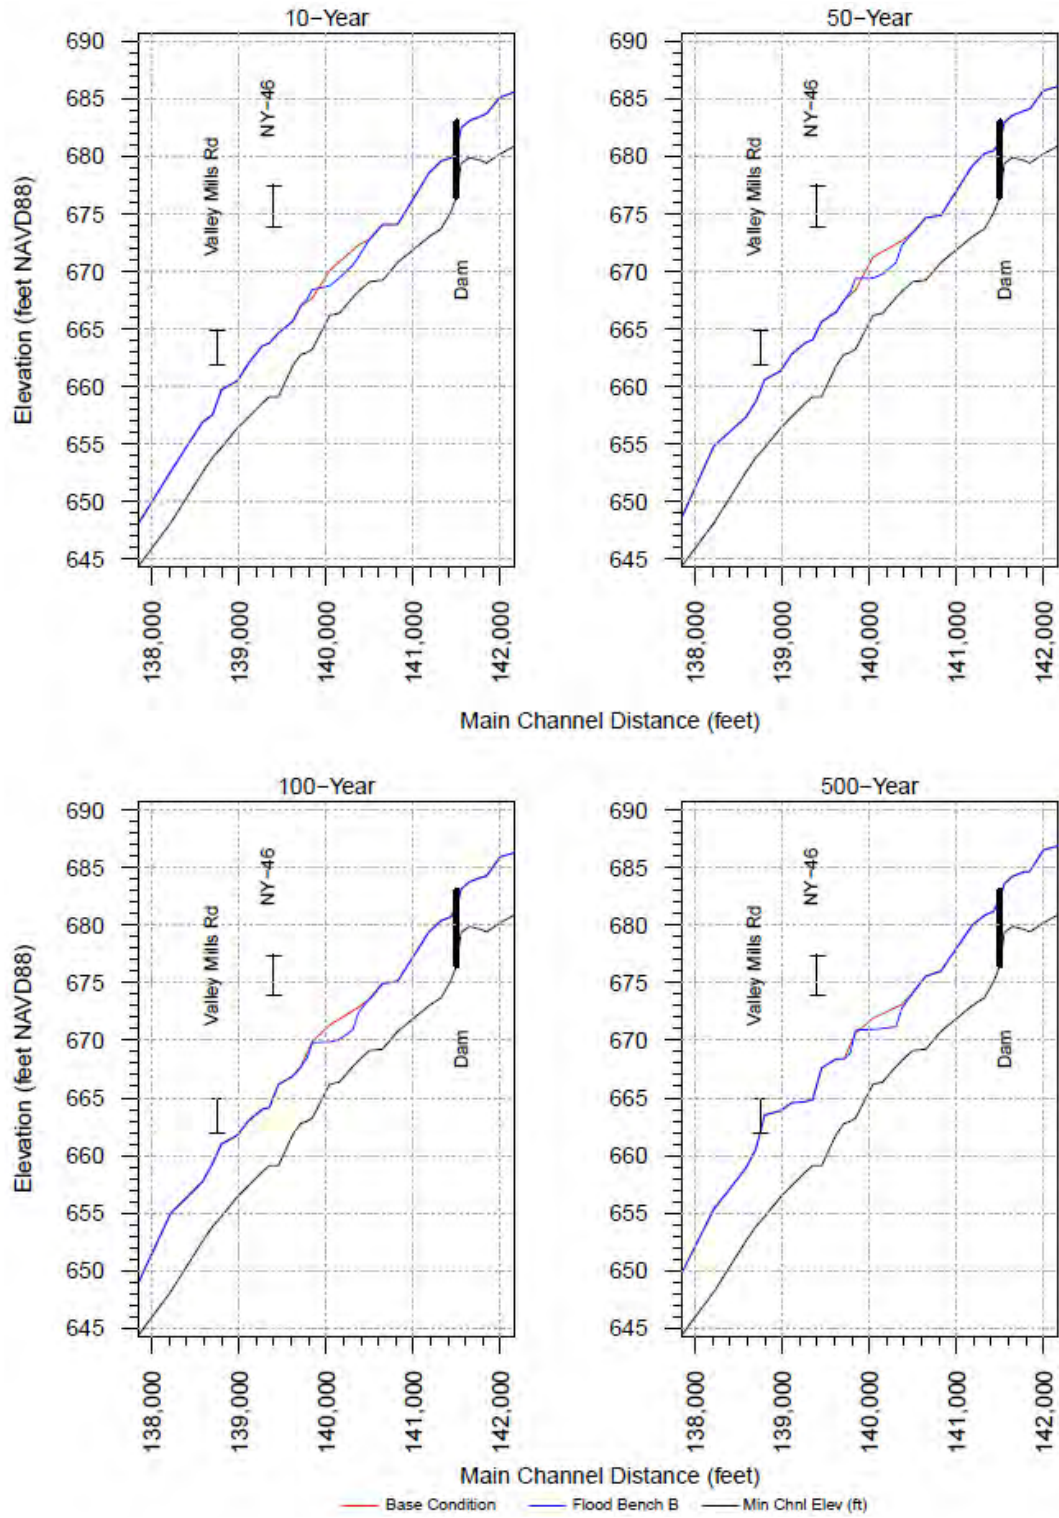 10−Year
50−Year
Elevation (feet NAVD88)
690
685
680
675
670
665
660
655
650
645
Valley Mills Rd
NY−46
Dam
138,000
139,000
140,000
141,000
142,000
690
685
680
675
670
665
660
655
650
645
Valley Mills Rd
NY−46
Dam
138,000
139,000
140,000
141,000
142,000
Main Channel Distance (feet)
100−Year
500−Year
Elevation (feet NAVD88)
690
685
680
675
670
665
660
655
650
645
Valley Mills Rd
NY−46
Dam
138,000
139,000
140,000
141,000
142,000
690
685
680
675
670
665
660
655
650
645
Valley Mills Rd
NY−46
Dam
138,000
139,000
140,000
141,000
142,000
Main Channel Distance (feet)
Base Condition
Flood Bench B
Min Chnl Elev (ft)